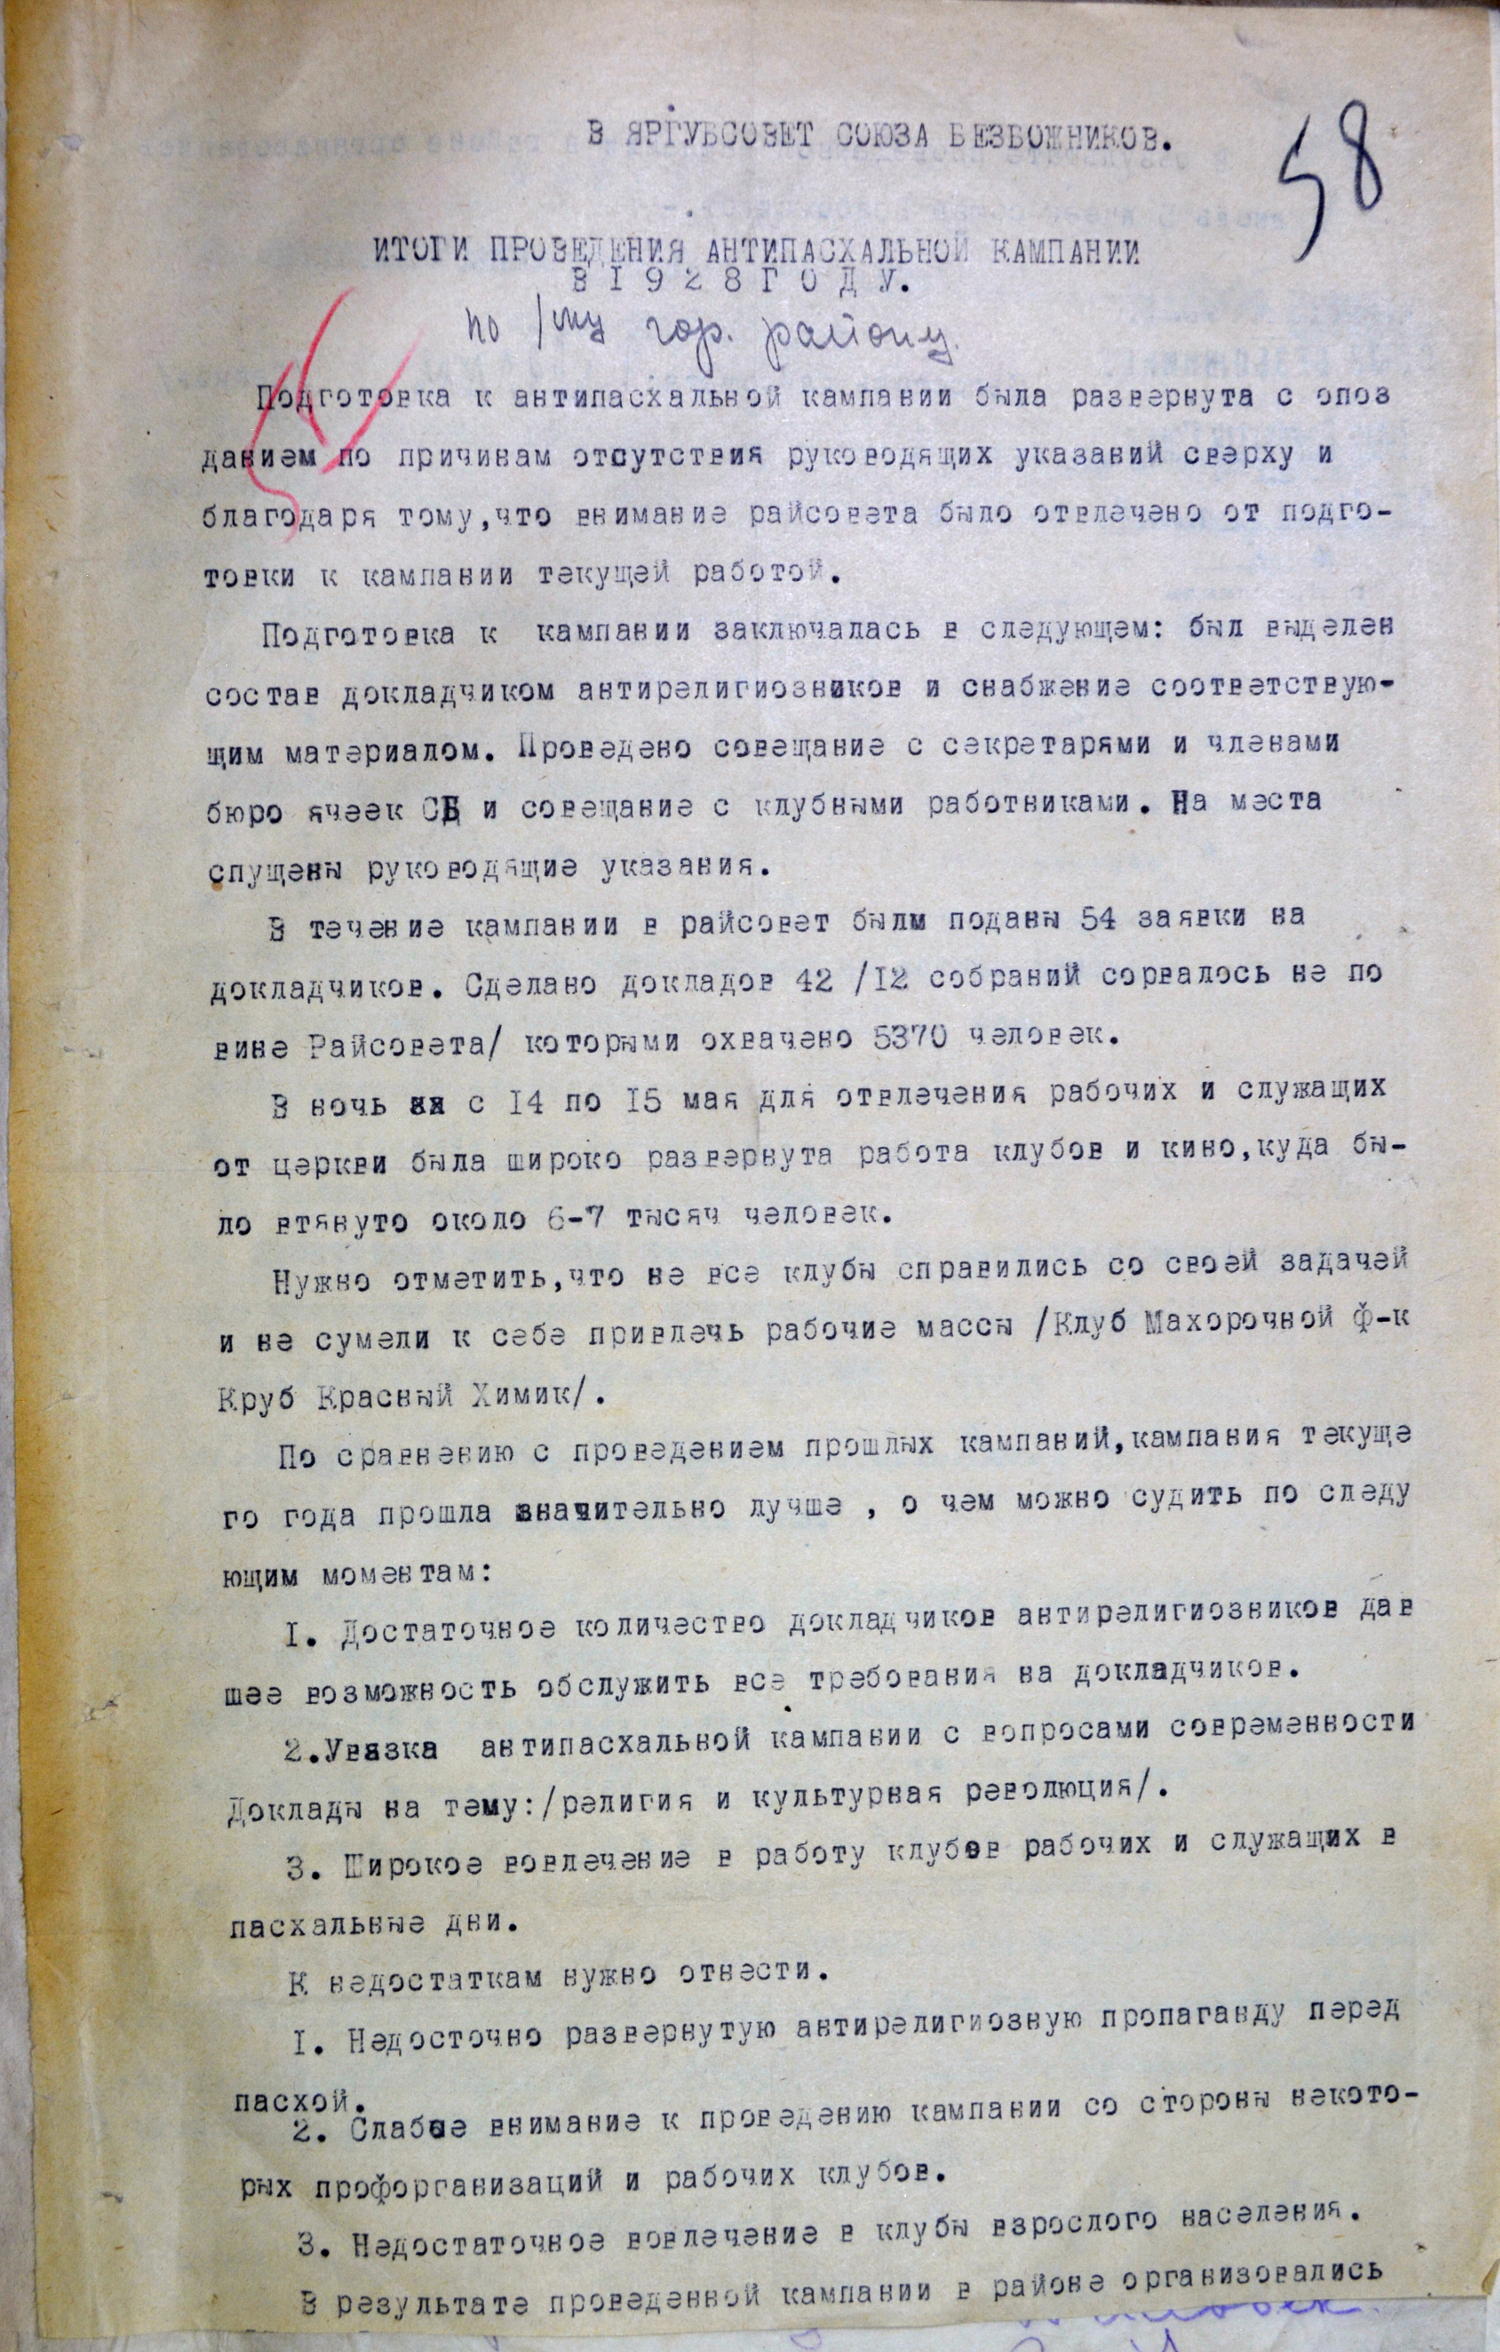 58
В ЯРГУБСОВЕТ СОЮЗА БЕЗБОЖНИКОВ.
ИТОГИ ПРОВЕДЕНИЯ АНТИПАСХАЛЬНОЙ КАМПАНИИ
В I 9 2 8 Г О Д У.
по 1му гор. району.
Подготовка к антипасхальной кампании была развернута с опоз
данием по причинам отсутствия руководящих указаний сверху и
благодаря тому,что внимание райсовета было отвлечено от подго-
товки к кампании текущей работой.
Подготовка к кампании заключалась в следующем: был выделен
состав докладчиком антирелигиозников и снабжение соответствую-
щим материалом. Проведено совещание с секретарями и членами
бюро ячеек СБ и совещание с клубными работниками. На места
спущены руководящие указания.
В течение кампании в райсовет были поданы 54 заявки на
докладчиков. Сделано докладов 42 /I2 собраний сорвалось не по
вине Райсовета/ которыми охвачено 5370 человек.
В ночь с I4 по I5 мая для отвлечения рабочих и служащих
от церкви была широко развернута работа клубов и кино,куда бы-
ло втянуто около 6-7 тысяч человек.
Нужно отметить,что не все клубы справились со своей задачей
и не сумели к себе привлечь рабочие массы /Клуб Махорочной ф-к
Круб Красный Химик/.
По сравнению с проведением прошлых кампаний,кампания текуще
го года прошла значительно лучше , о чем можно судить по следу
ющим моментам:
I. Достаточное количество докладчиков антирелигиозников дав
шее возможность обслужить все требования на докладчиков.
2.Увязка антипасхальной кампании с вопросами современности
Доклады на тему:/религия и культурная революция/.
3. Широкое вовлечение в работу клубов рабочих и служащих в
пасхальные дни.
К недостаткам нужно отнести.
I. Недосточно развернутую антирелигиозную пропаганду перед
пасхой.
2. Слабое внимание к проведению кампании со стороны некото-
рых профорганизаций и рабочих клубов.
3. Недостаточное вовлечение в клубы взрослого населения.
В результате проведенной кампании в районе организовались